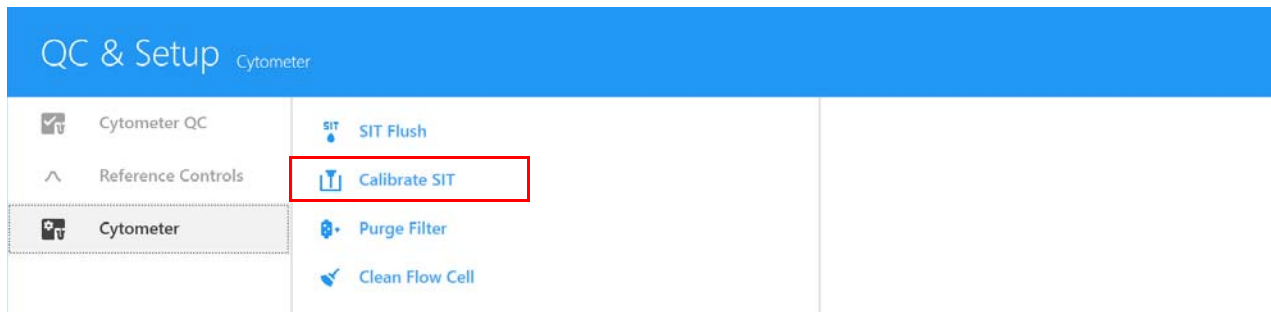 QC & Setup Cytometer
Cytometer QC
Reference Controls
Cytometer
SIT SIT Flush
Calibrate SIT
Purge Filter
Clean Flow Cell